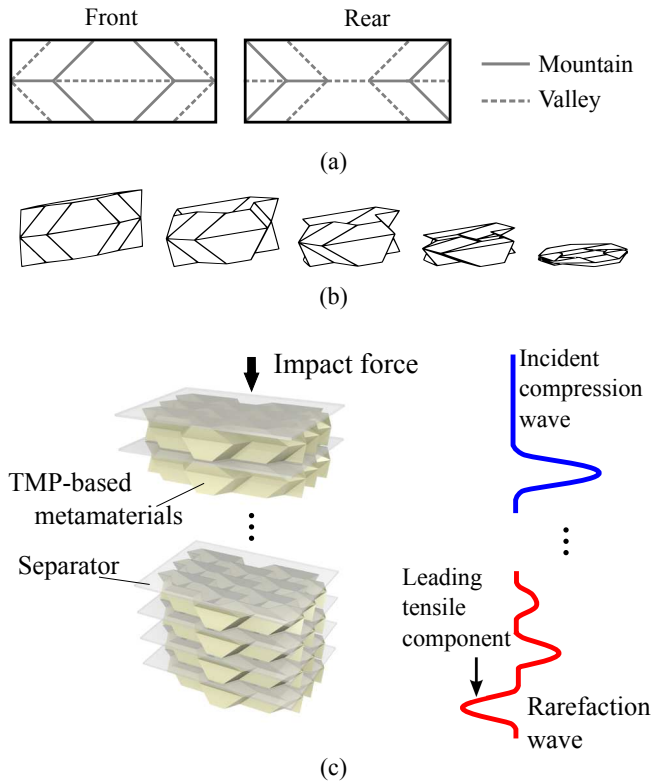 Front
Rear
Mountain
Valley
(a)
(b)
Impact force
Incident
compression
wave
TMP-based
metamaterials
Separator
Leading
tensile
component
Rarefaction
wave
(c)